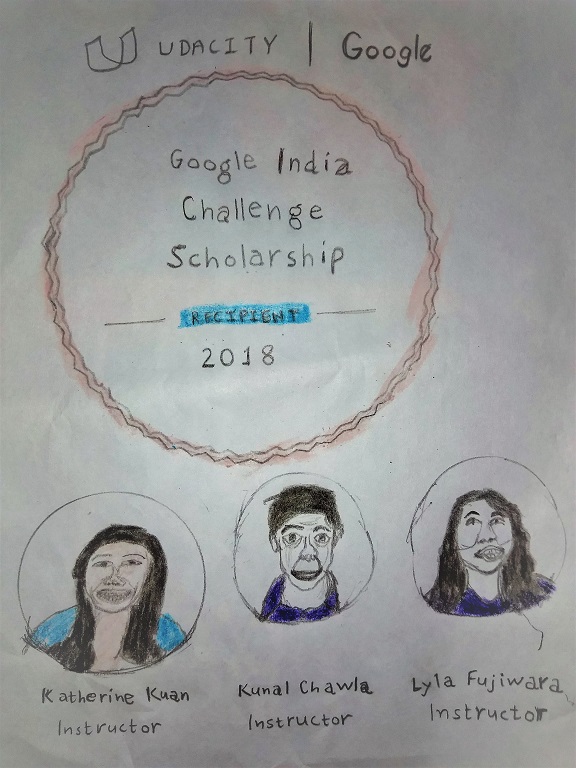 UDACITY | Google
Google India
Challenge
Scholarship
RECIPIENT
2018
Katherine Kuan
Instructor
Kunal Chawla
Instructor
Lyla Fujiwara
Instructor